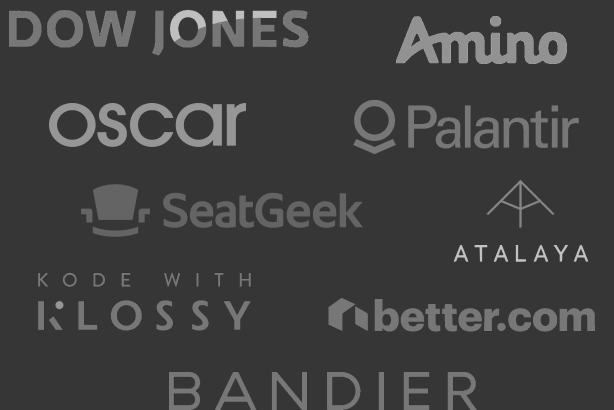 DOW JONES
Amino
oscar
Palantir
SeatGeek
ATALAYA
KODE WITH
KLOSSY
better.com
BANDIER